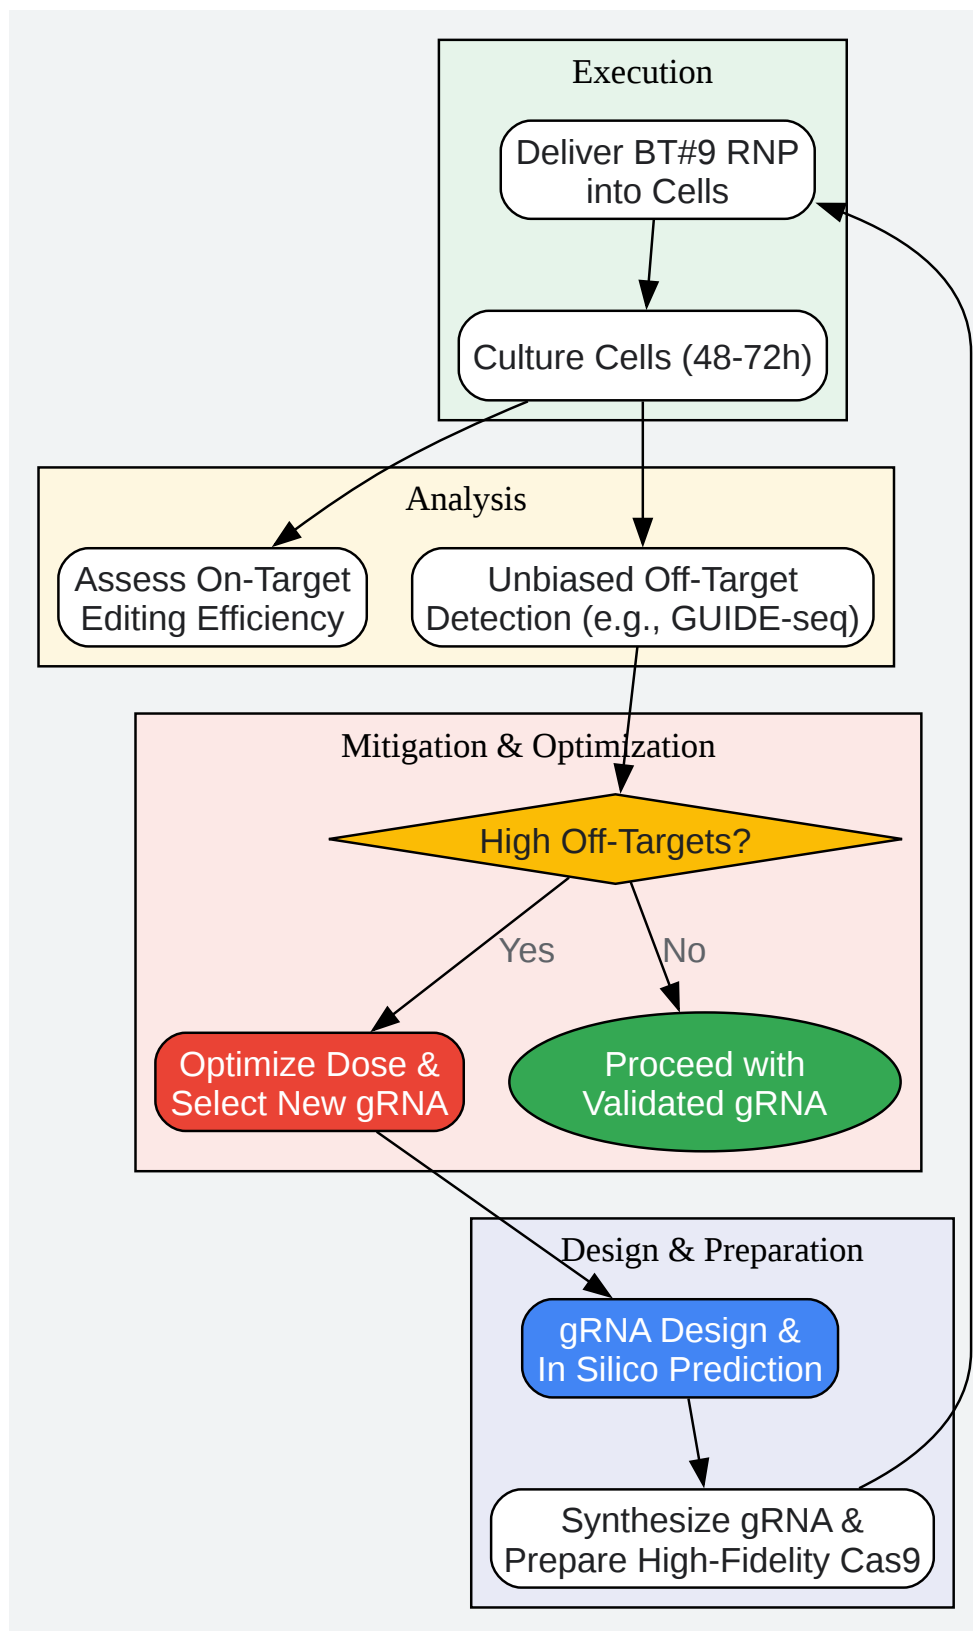 Execution
Deliver BT#9 RNP
into Cells
Culture Cells (48-72h)
Analysis
Assess On-Target
Editing Efficiency
Unbiased Off-Target
Detection (e.g., GUIDE-seq)
Mitigation & Optimization
High Off-Targets?
Yes
No
Optimize Dose &
Select New gRNA
Proceed with
Validated gRNA
Design & Preparation
gRNA Design &
In Silico Prediction
Synthesize gRNA &
Prepare High-Fidelity Cas9